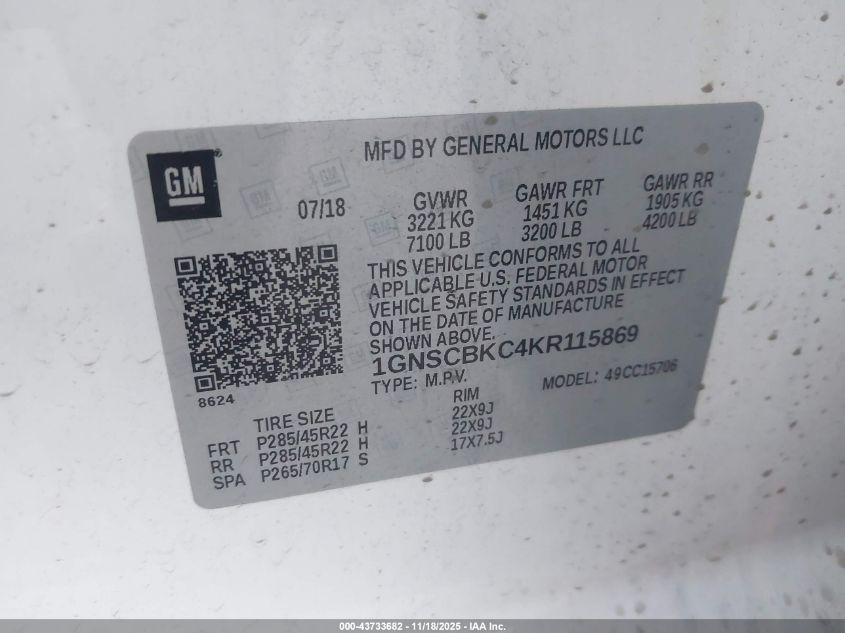 GM
MFD BY GENERAL MOTORS LLC
07/18
GVWR
3221 KG
7100 LB
GAWR FRT
1451 KG
3200 LB
GAWR RR
1905 KG
4200 LB
THIS VEHICLE CONFORMS TO ALL
APPLICABLE U.S. FEDERAL MOTOR
VEHICLE SAFETY STANDARDS IN EFFECT
ON THE DATE OF MANUFACTURE
SHOWN ABOVE.
1GNSCBKC4KR115869
TYPE: M.P.V.
MODEL: 49CC15706
8624
TIRE SIZE RIM
FRT P285/45R22 H 22X9J
RR P285/45R22 H 22X9J
SPA P265/70R17 S 17X7.5J
000-43733682 - 11/18/2025 - IAA Inc.